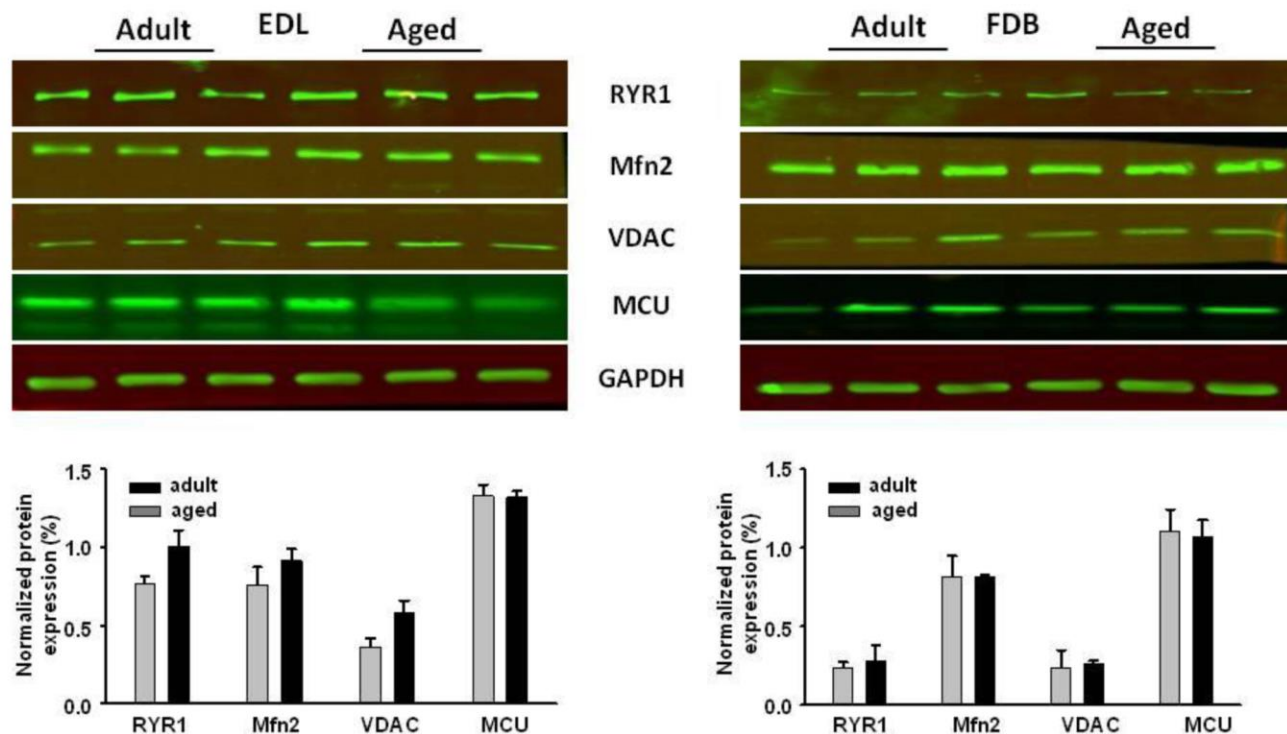 Adult EDL Aged
Adult FDB Aged
RYR1
Mfn2
VDAC
MCU
GAPDH
Normalized protein
expression (%)
1.5
1.0
0.5
0.0
adult
aged
RYR1 Mfn2 VDAC MCU
Normalized protein
expression (%)
1.5
1.0
0.5
0.0
adult
aged
RYR1 Mfn2 VDAC MCU